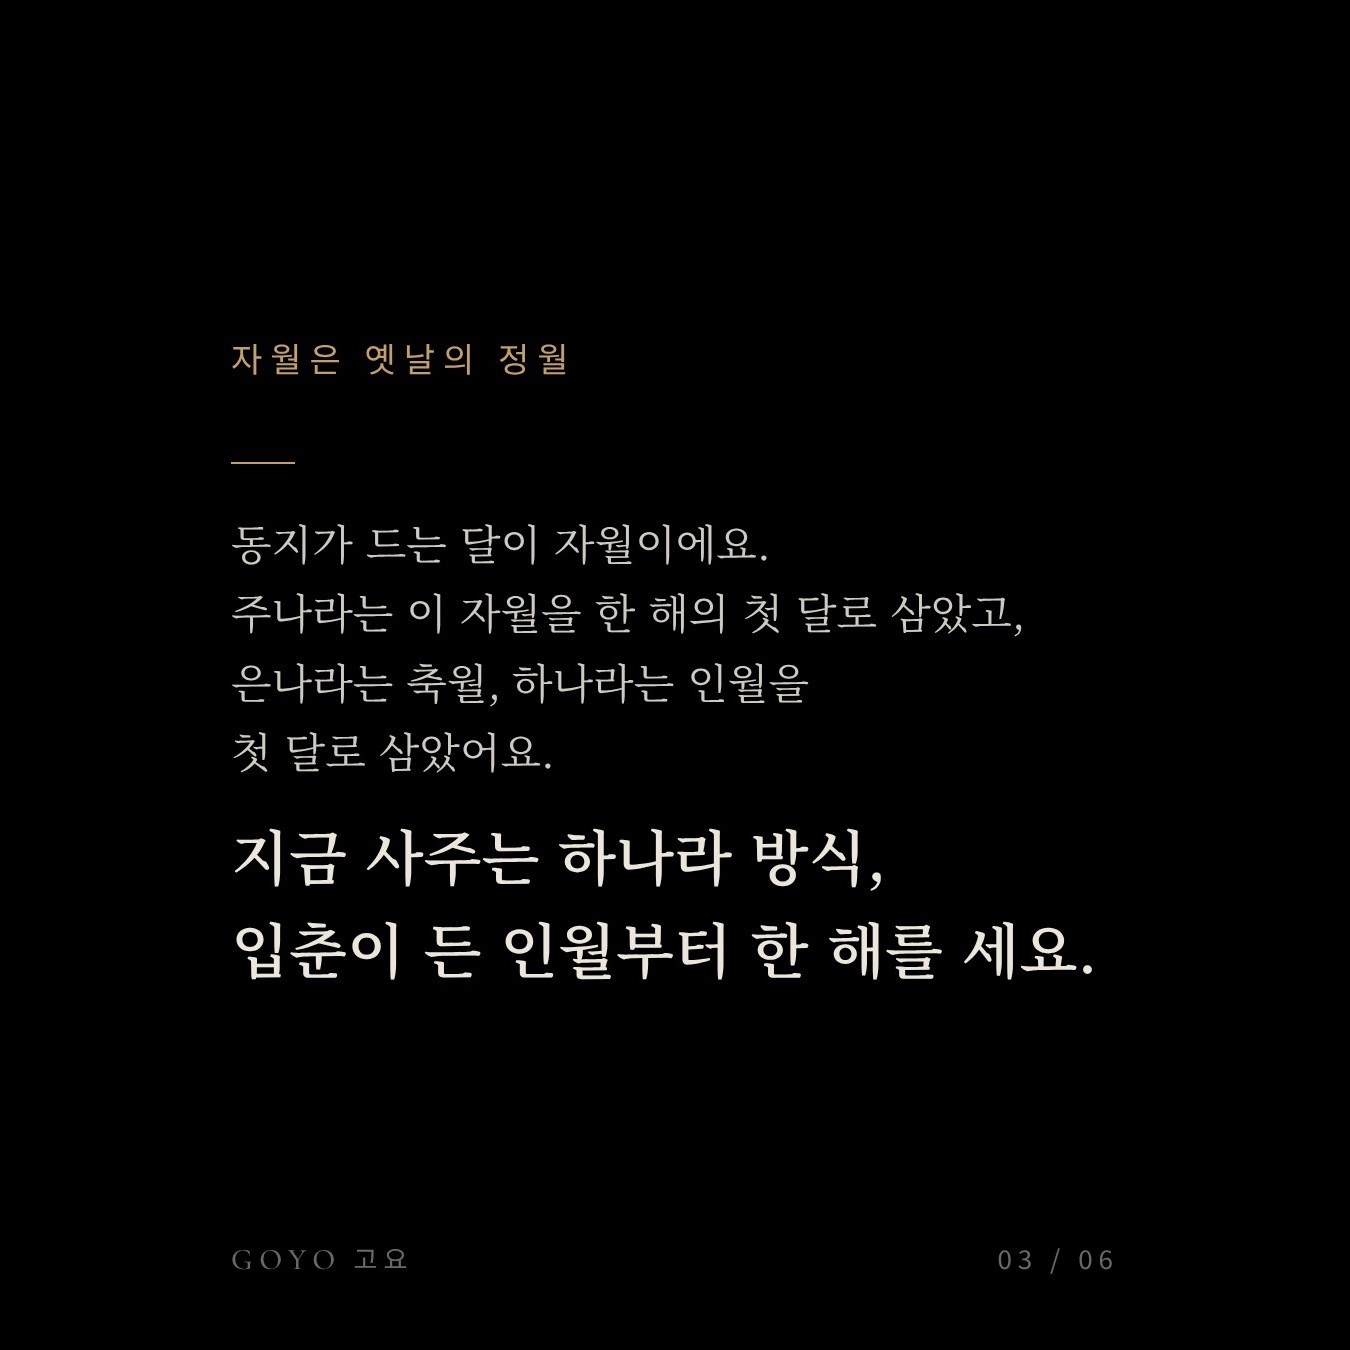 자월은 옛날의 정월
동지가 드는 달이 자월이에요.
주나라는 이 자월을 한 해의 첫 달로 삼았고,
은나라는 축월, 하나라는 인월을
첫 달로 삼았어요.
지금 사주는 하나라 방식,
입춘이 든 인월부터 한 해를 세요.
GOYO 고요
03 / 06